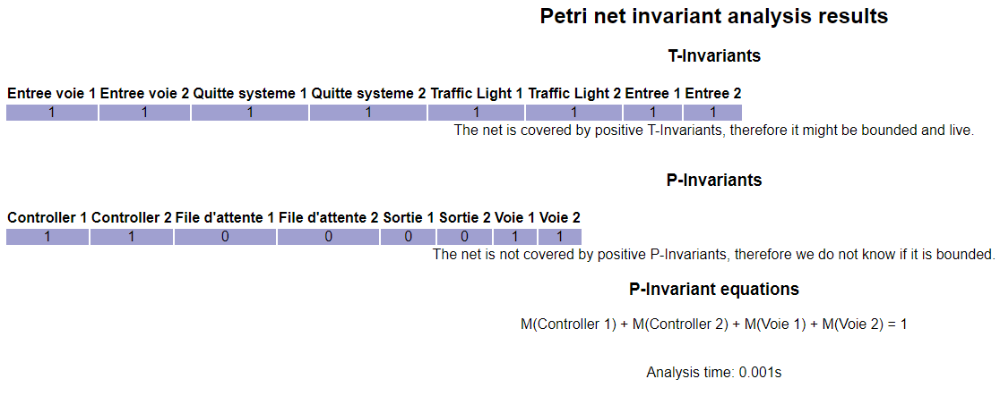 Petri net invariant analysis results
T-Invariants
Entree voie 1 Entree voie 2 Quitte systeme 1 Quitte systeme 2 Traffic Light 1 Traffic Light 2 Entree 1 Entree 2
1 1 1 1 1 1 1 1
The net is covered by positive T-Invariants, therefore it might be bounded and live.
P-Invariants
Controller 1 Controller 2 File d'attente 1 File d'attente 2 Sortie 1 Sortie 2 Voie 1 Voie 2
1 1 0 0 0 0 1 1
The net is not covered by positive P-Invariants, therefore we do not know if it is bounded.
P-Invariant equations
M(Controller 1) + M(Controller 2) + M(Voie 1) + M(Voie 2) = 1
Analysis time: 0.001s